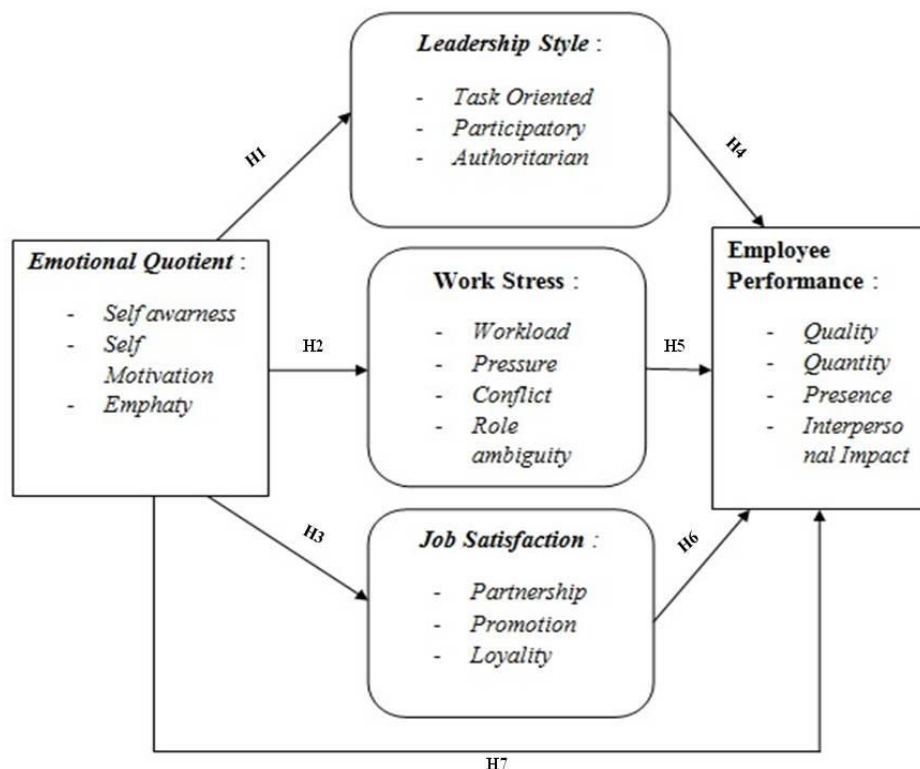 Leadership Style :
- Task Oriented
- Participatory
- Authoritarian
H1
H4
Emotional Quotient :
- Self awarness
- Self
Motivation
- Emphaty
H2
Work Stress :
- Workload
- Pressure
- Conflict
- Role
ambiguity
H5
Employee
Performance :
- Quality
- Quantity
- Presence
- Interperso
nal Impact
H3
Job Satisfaction :
- Partnership
- Promotion
- Loyality
H6
H7